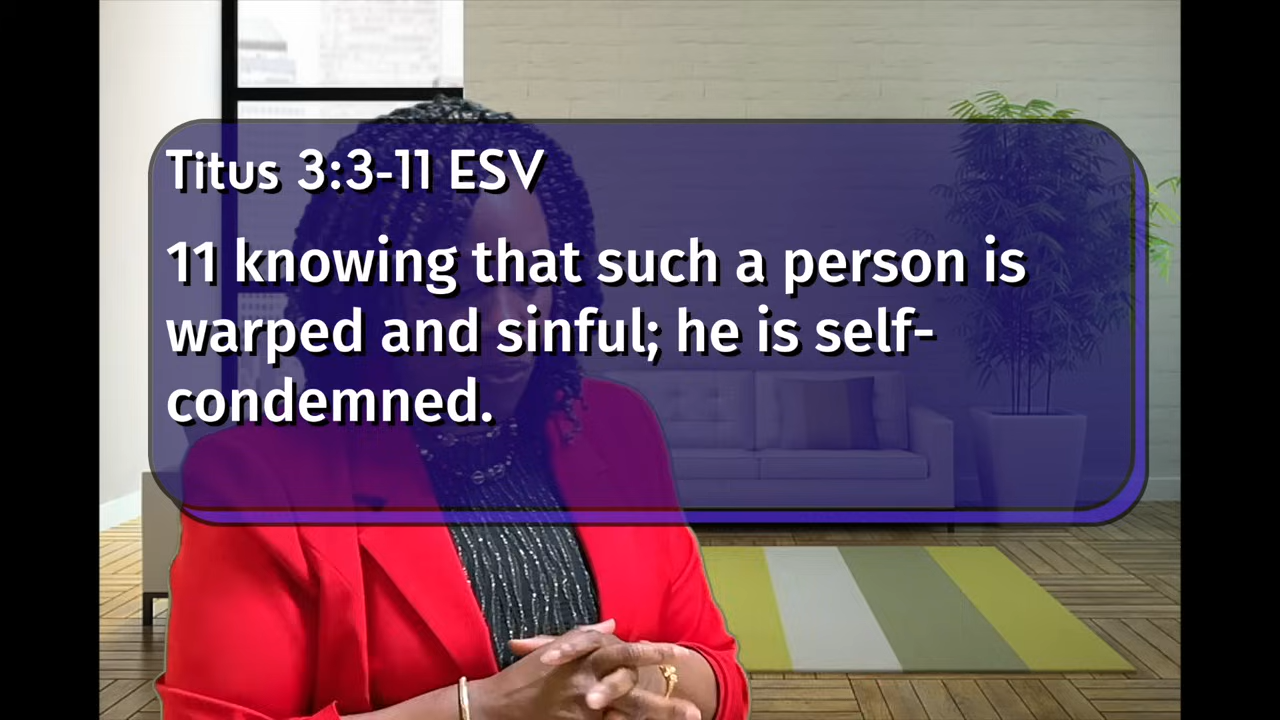 Titus 3:3-11 ESV
11 knowing that such a person is
warped and sinful; he is self-
condemned.